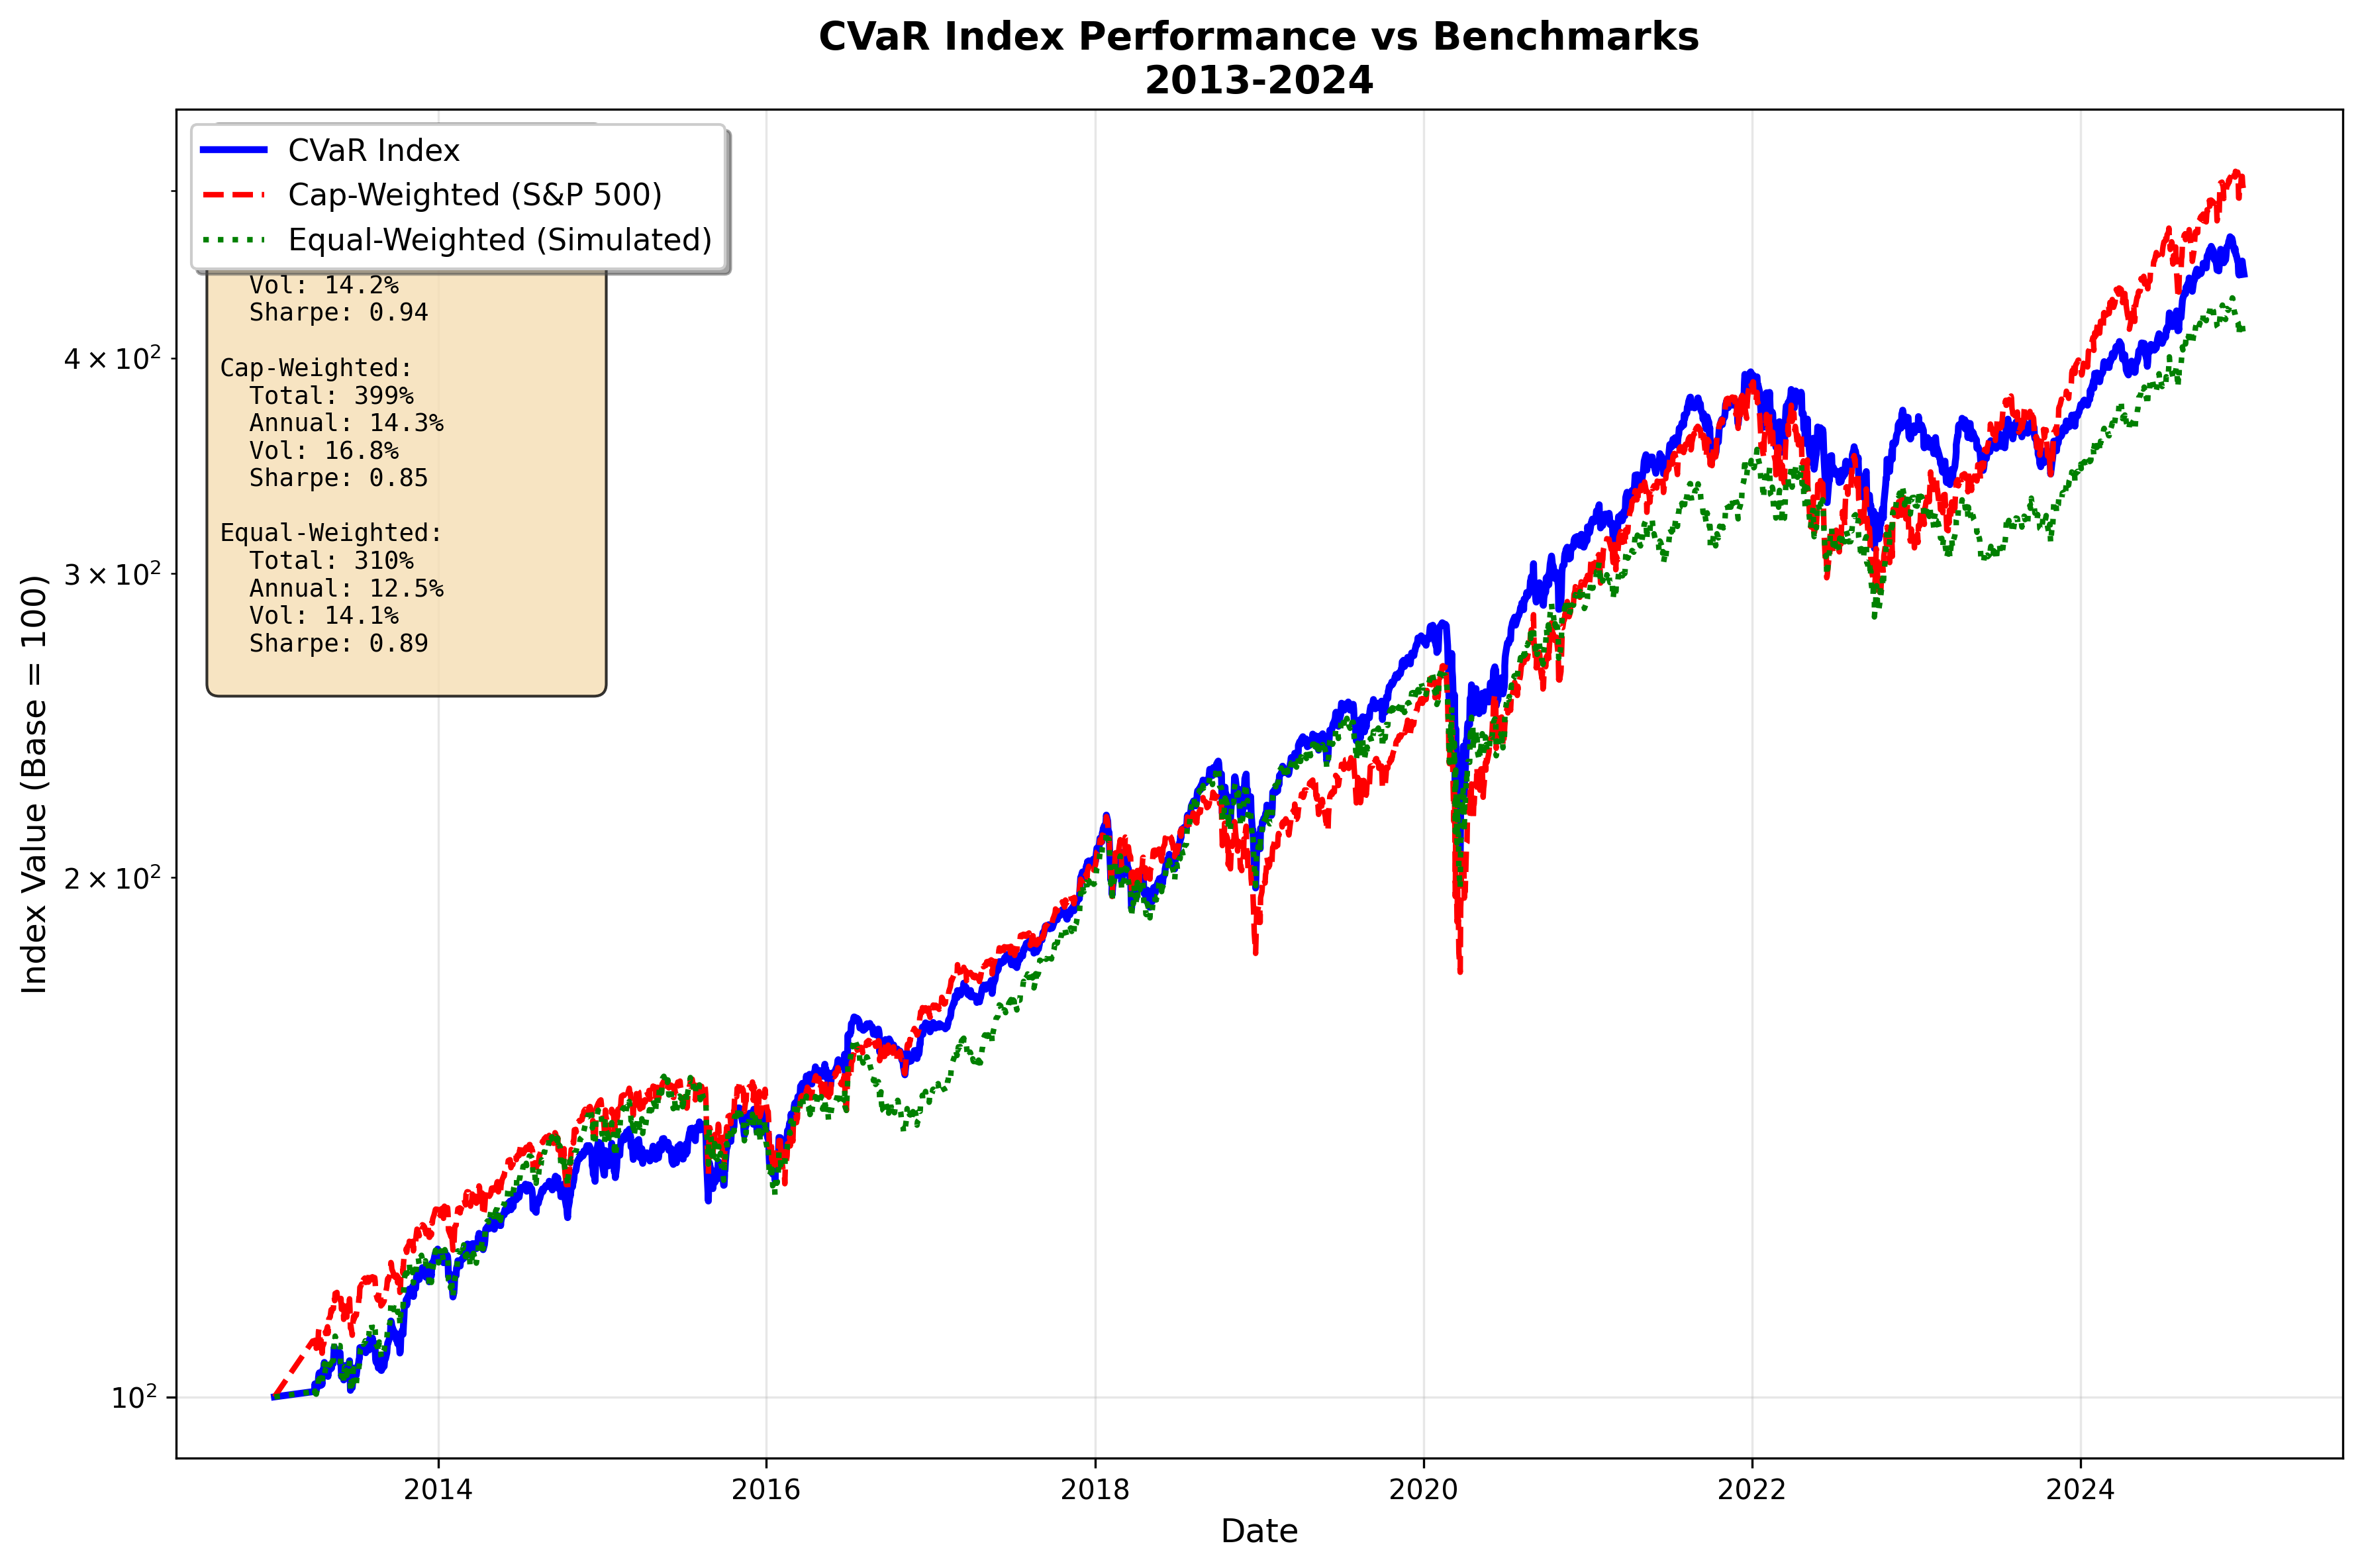 CVaR Index Performance vs Benchmarks
2013-2024
CVaR Index
Cap-Weighted (S&P 500)
Equal-Weighted (Simulated)
Vol: 14.2%
Sharpe: 0.94
Cap-Weighted:
Total: 399%
Annual: 14.3%
Vol: 16.8%
Sharpe: 0.85
Equal-Weighted:
Total: 310%
Annual: 12.5%
Vol: 14.1%
Sharpe: 0.89
Index Value (Base = 100)
4 × 10²
3 × 10²
2 × 10²
10²
2014 2016 2018 2020 2022 2024
Date